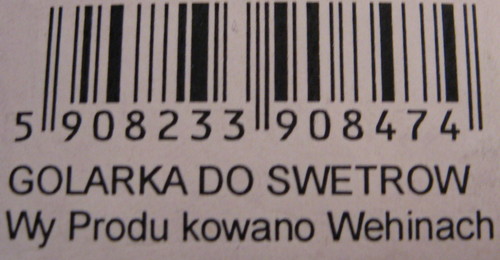 5 908233 908474
GOLARKA DO SWETROW
Wy Produ kowano Wehinach